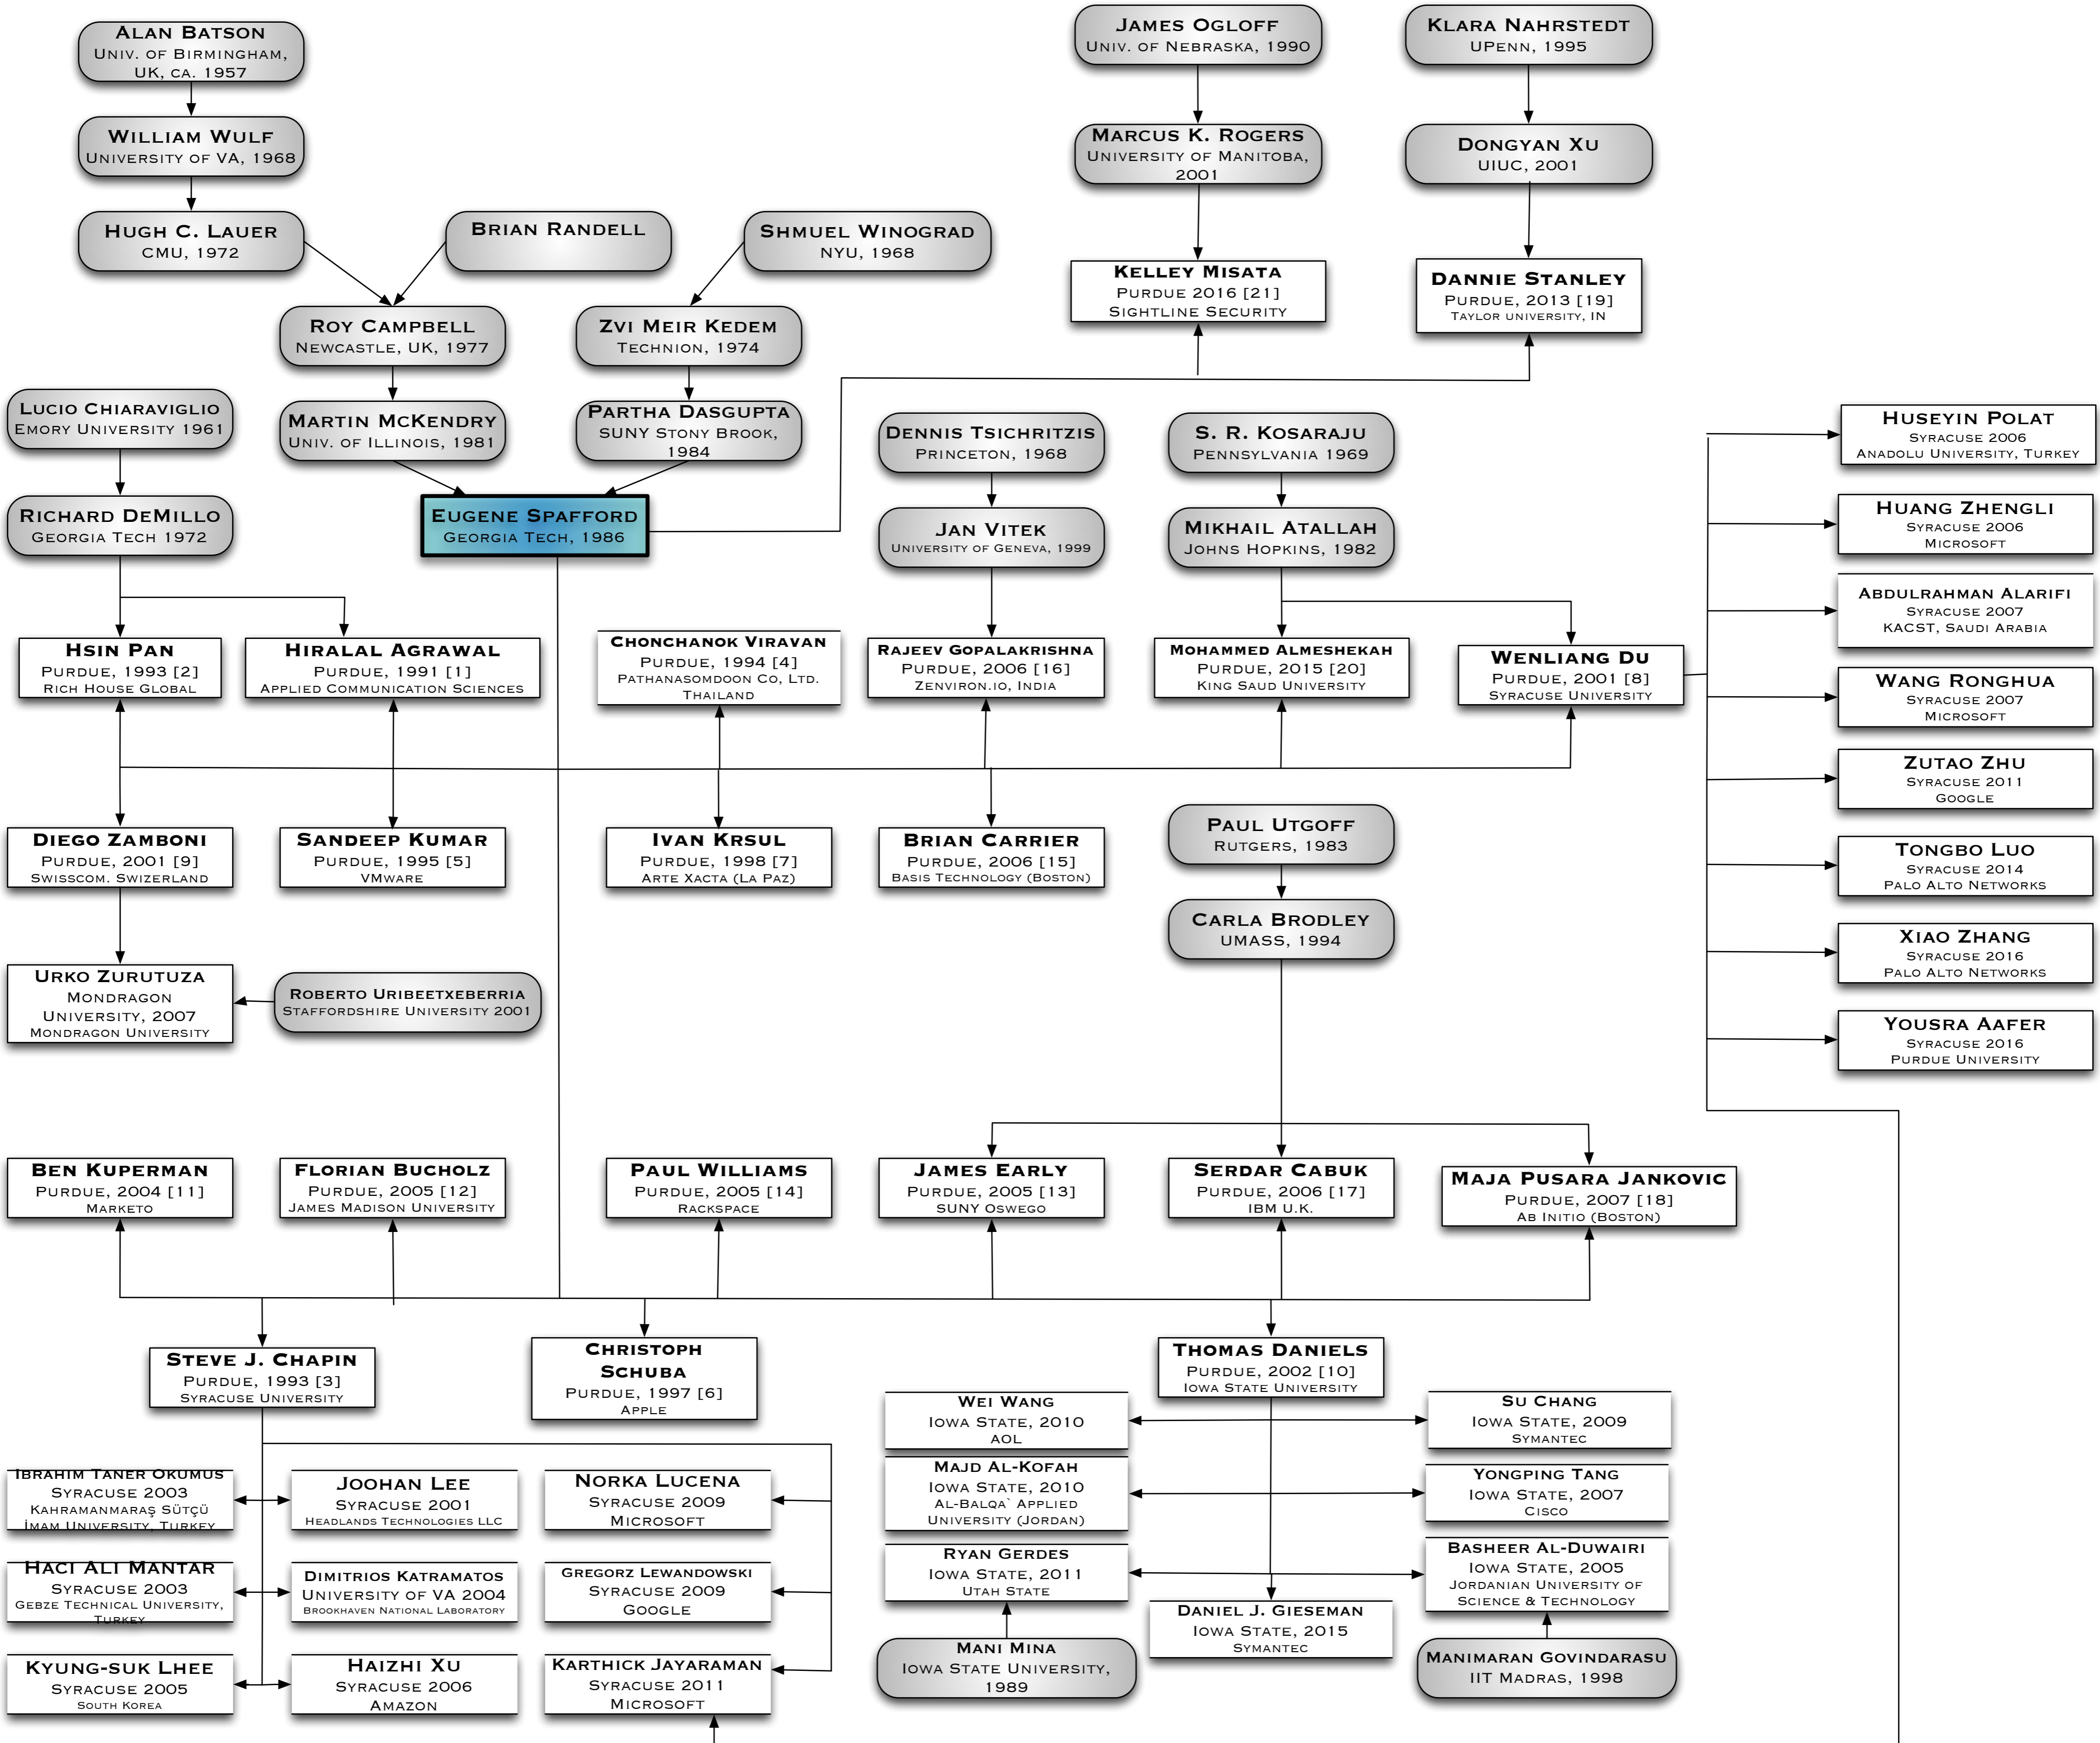 Alan Batson
Univ. of Birmingham,
UK, ca. 1957
James Ogloff
Univ. of Nebraska, 1990
Klara Nahrstedt
UPenn, 1995
William Wulf
University of VA, 1968
Marcus K. Rogers
University of Manitoba,
2001
Dongyan Xu
UIUC, 2001
Hugh C. Lauer
CMU, 1972
Brian Randell
Shmuel Winograd
NYU, 1968
Kelley Misata
Purdue 2016 [21]
Sightline Security
Dannie Stanley
Purdue, 2013 [19]
Taylor university, IN
Roy Campbell
Newcastle, UK, 1977
Zvi Meir Kedem
Technion, 1974
Lucio Chiaraviglio
Emory University 1961
Martin McKendry
Univ. of Illinois, 1981
Partha Dasgupta
SUNY Stony Brook,
1984
Dennis Tsichritzis
Princeton, 1968
S. R. Kosaraju
Pennsylvania 1969
Huseyin Polat
Syracuse 2006
Anadolu University, Turkey
Richard DeMillo
Georgia Tech 1972
Eugene Spafford
Georgia Tech, 1986
Jan Vitek
University of Geneva, 1999
Mikhail Atallah
Johns Hopkins, 1982
Huang Zhengli
Syracuse 2006
Microsoft
Abdulrahman Alarifi
Syracuse 2007
KACST, Saudi Arabia
Hsin Pan
Purdue, 1993 [2]
Rich House Global
Hiralal Agrawal
Purdue, 1991 [1]
Applied Communication Sciences
Chonchanok Viravan
Purdue, 1994 [4]
Pathanasomdoon Co, Ltd.
Thailand
Rajeev Gopalakrishna
Purdue, 2006 [16]
Zenviron.io, India
Mohammed Almeshekah
Purdue, 2015 [20]
King Saud University
Wenliang Du
Purdue, 2001 [8]
Syracuse University
Wang Ronghua
Syracuse 2007
Microsoft
Zutao Zhu
Syracuse 2011
Google
Diego Zamboni
Purdue, 2001 [9]
Swisscom. Swizerland
Sandeep Kumar
Purdue, 1995 [5]
VMware
Ivan Krsul
Purdue, 1998 [7]
Arte Xacta (La Paz)
Brian Carrier
Purdue, 2006 [15]
Basis Technology (Boston)
Paul Utgoff
Rutgers, 1983
Tongbo Luo
Syracuse 2014
Palo Alto Networks
Carla Brodley
UMASS, 1994
Xiao Zhang
Syracuse 2016
Palo Alto Networks
Urko Zurutuza
Mondragon
University, 2007
Mondragon University
Roberto Uribeetxeberria
Staffordshire University 2001
Yousra Aafer
Syracuse 2016
Purdue University
Ben Kuperman
Purdue, 2004 [11]
Marketo
Florian Bucholz
Purdue, 2005 [12]
James Madison University
Paul Williams
Purdue, 2005 [14]
Rackspace
James Early
Purdue, 2005 [13]
SUNY Oswego
Serdar Cabuk
Purdue, 2006 [17]
IBM U.K.
Maja Pusara Jankovic
Purdue, 2007 [18]
Ab Initio (Boston)
Steve J. Chapin
Purdue, 1993 [3]
Syracuse University
Christoph
Schuba
Purdue, 1997 [6]
Apple
Thomas Daniels
Purdue, 2002 [10]
Iowa State University
Wei Wang
Iowa State, 2010
AOL
Su Chang
Iowa State, 2009
Symantec
Ibrahim Taner Okumus
Syracuse 2003
Kahramanmaraş Sütçü
İmam University, Turkey
Joohan Lee
Syracuse 2001
Headlands Technologies LLC
Norka Lucena
Syracuse 2009
Microsoft
Majd Al-Kofah
Iowa State, 2010
Al-Balqa` Applied
University (Jordan)
Yongping Tang
Iowa State, 2007
Cisco
Haci Ali Mantar
Syracuse 2003
Gebze Technical University,
Turkey
Dimitrios Katramatos
University of VA 2004
Brookhaven National Laboratory
Gregorz Lewandowski
Syracuse 2009
Google
Ryan Gerdes
Iowa State, 2011
Utah State
Basheer Al-Duwairi
Iowa State, 2005
Jordanian University of
Science & Technology
Daniel J. Gieseman
Iowa State, 2015
Symantec
Kyung-suk Lhee
Syracuse 2005
South Korea
Haizhi Xu
Syracuse 2006
Amazon
Karthick Jayaraman
Syracuse 2011
Microsoft
Mani Mina
Iowa State University,
1989
Manimaran Govindarasu
IIT Madras, 1998